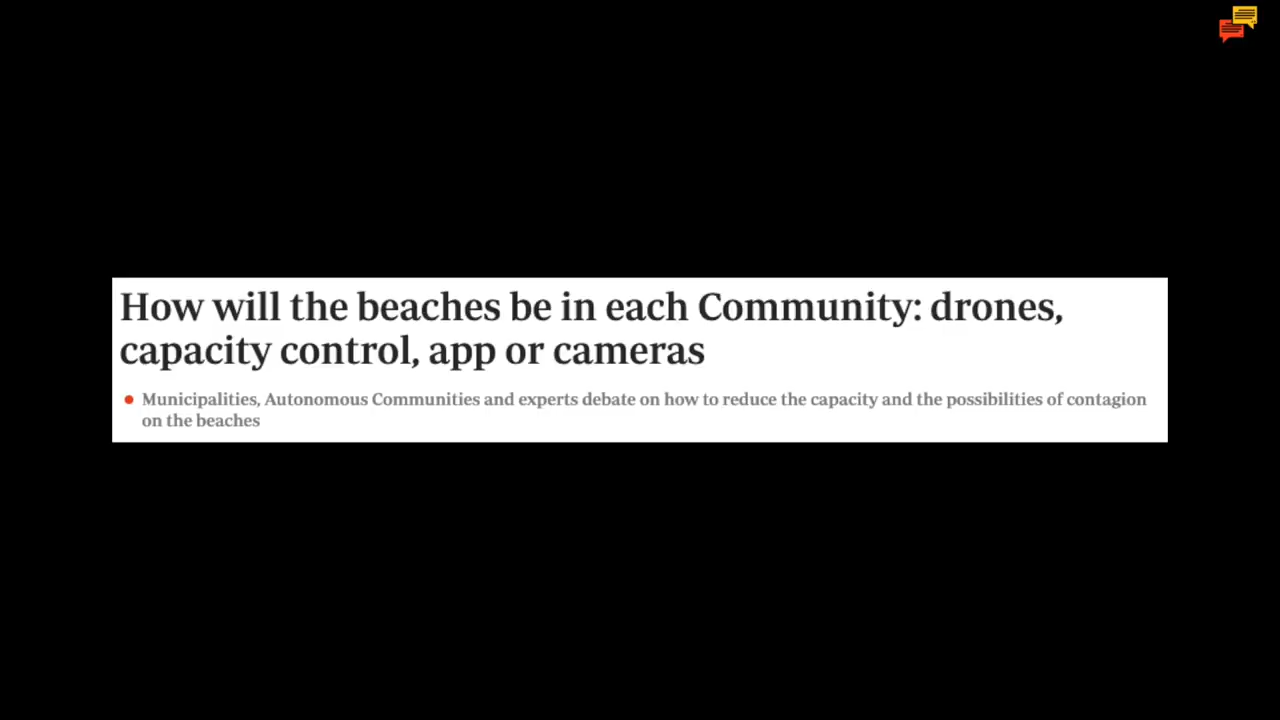 How will the beaches be in each Community: drones,
capacity control, app or cameras
Municipalities, Autonomous Communities and experts debate on how to reduce the capacity and the possibilities of contagion
on the beaches